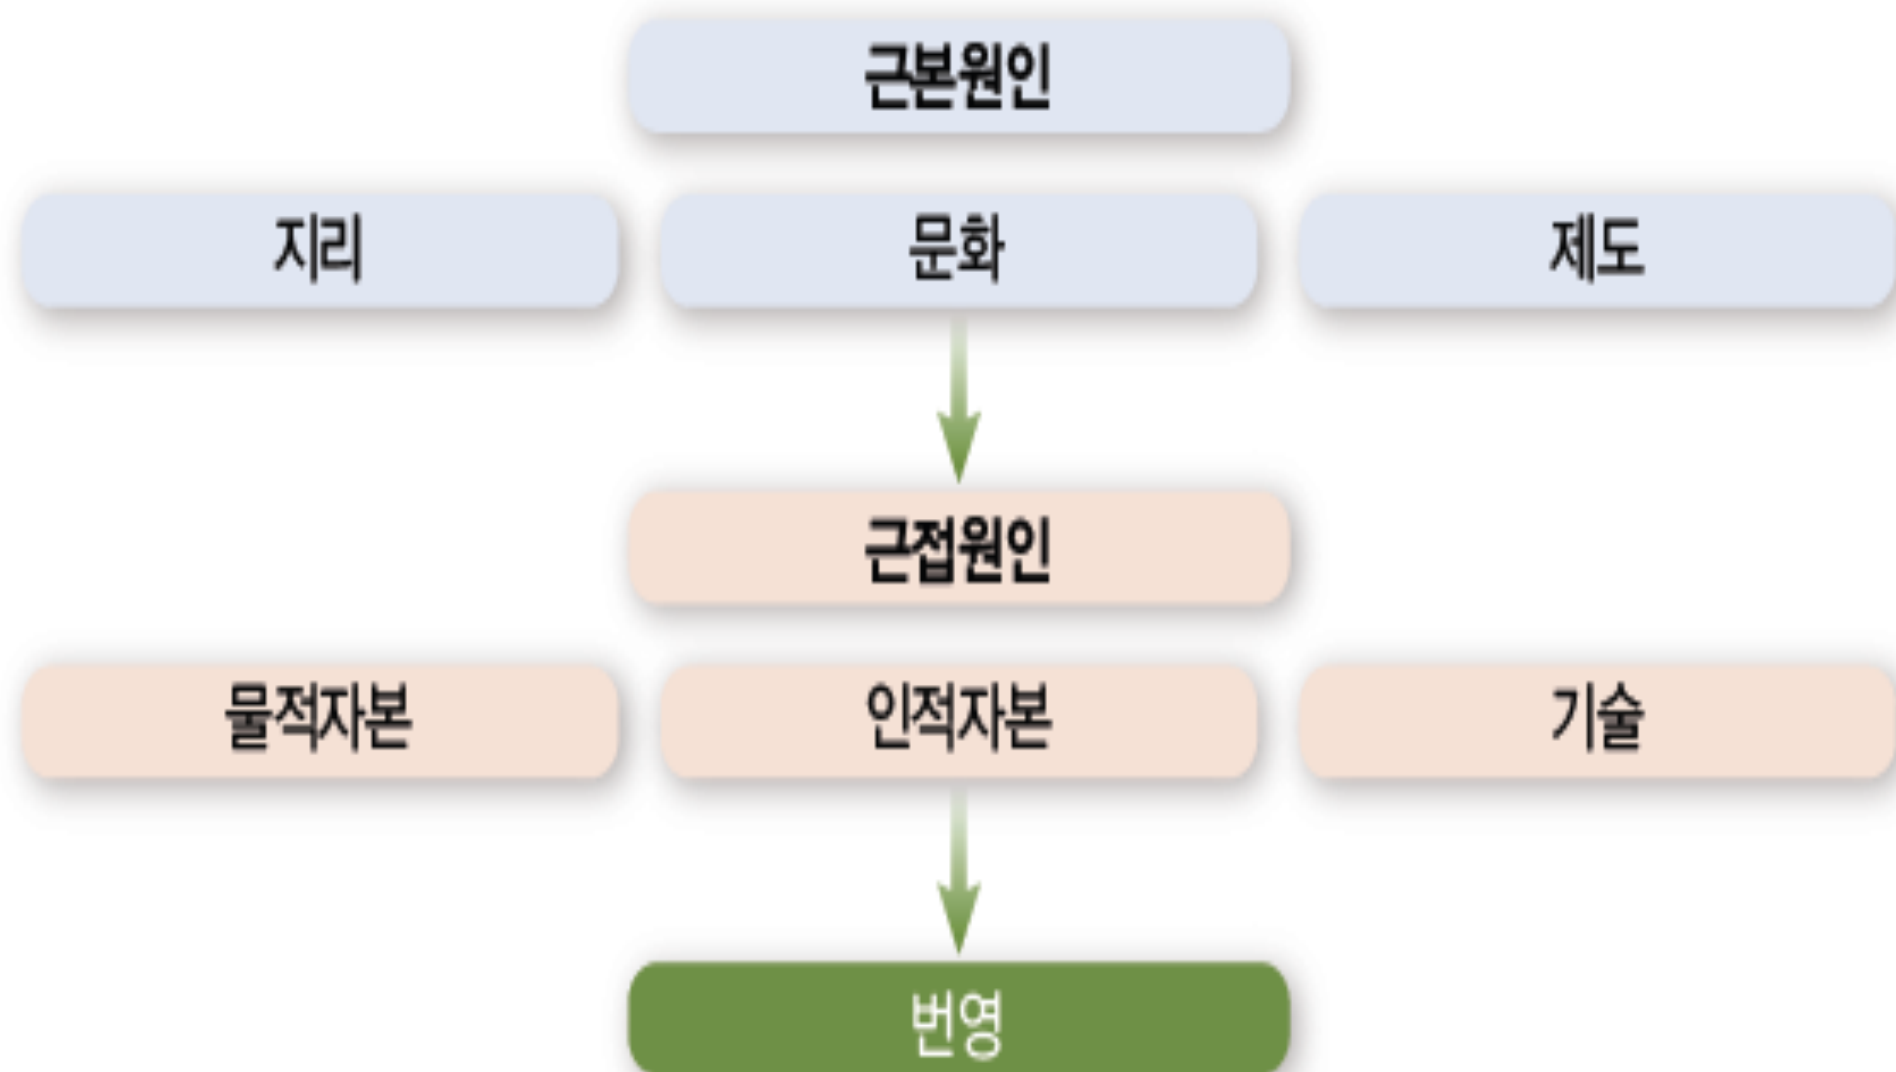 근본원인
지리 문화 제도
근접원인
물적자본 인적자본 기술
번영